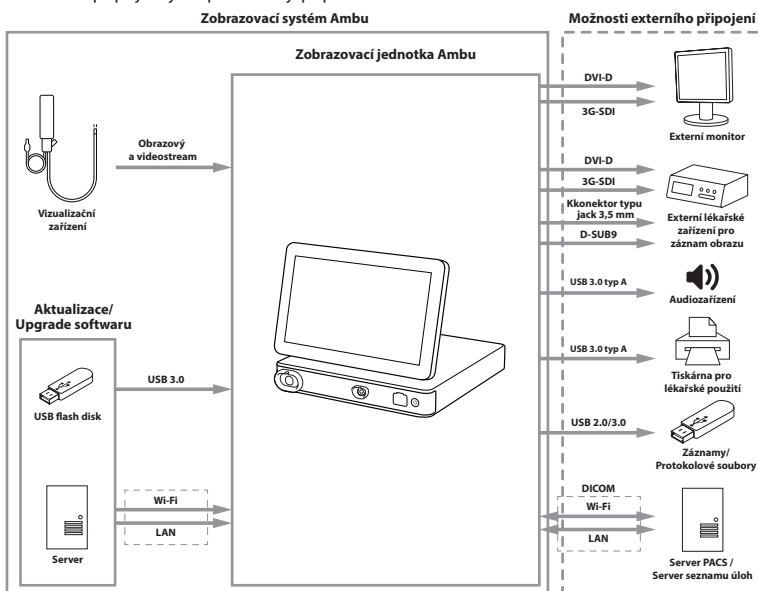 Zobrazovací systém Ambu
Možnosti externího připojení
Zobrazovací jednotka Ambu
Obrazový
a videostream
Vizualizační
zařízení
Aktualizace/
Upgrade softwaru
USB flash disk
USB 3.0
Server
Wi-Fi
LAN
DVI-D
3G-SDI
Externí monitor
DVI-D
3G-SDI
Kkonektor typu
jack 3,5 mm
D-SUB9
Externí lékařské
zařízení pro
záznam obrazu
USB 3.0 typ A
Audiozařízení
USB 3.0 typ A
Tiskárna pro
lékařské použití
USB 2.0/3.0
Záznamy/
Protokolové soubory
DICOM
Wi-Fi
LAN
Server PACS /
Server seznamu úloh